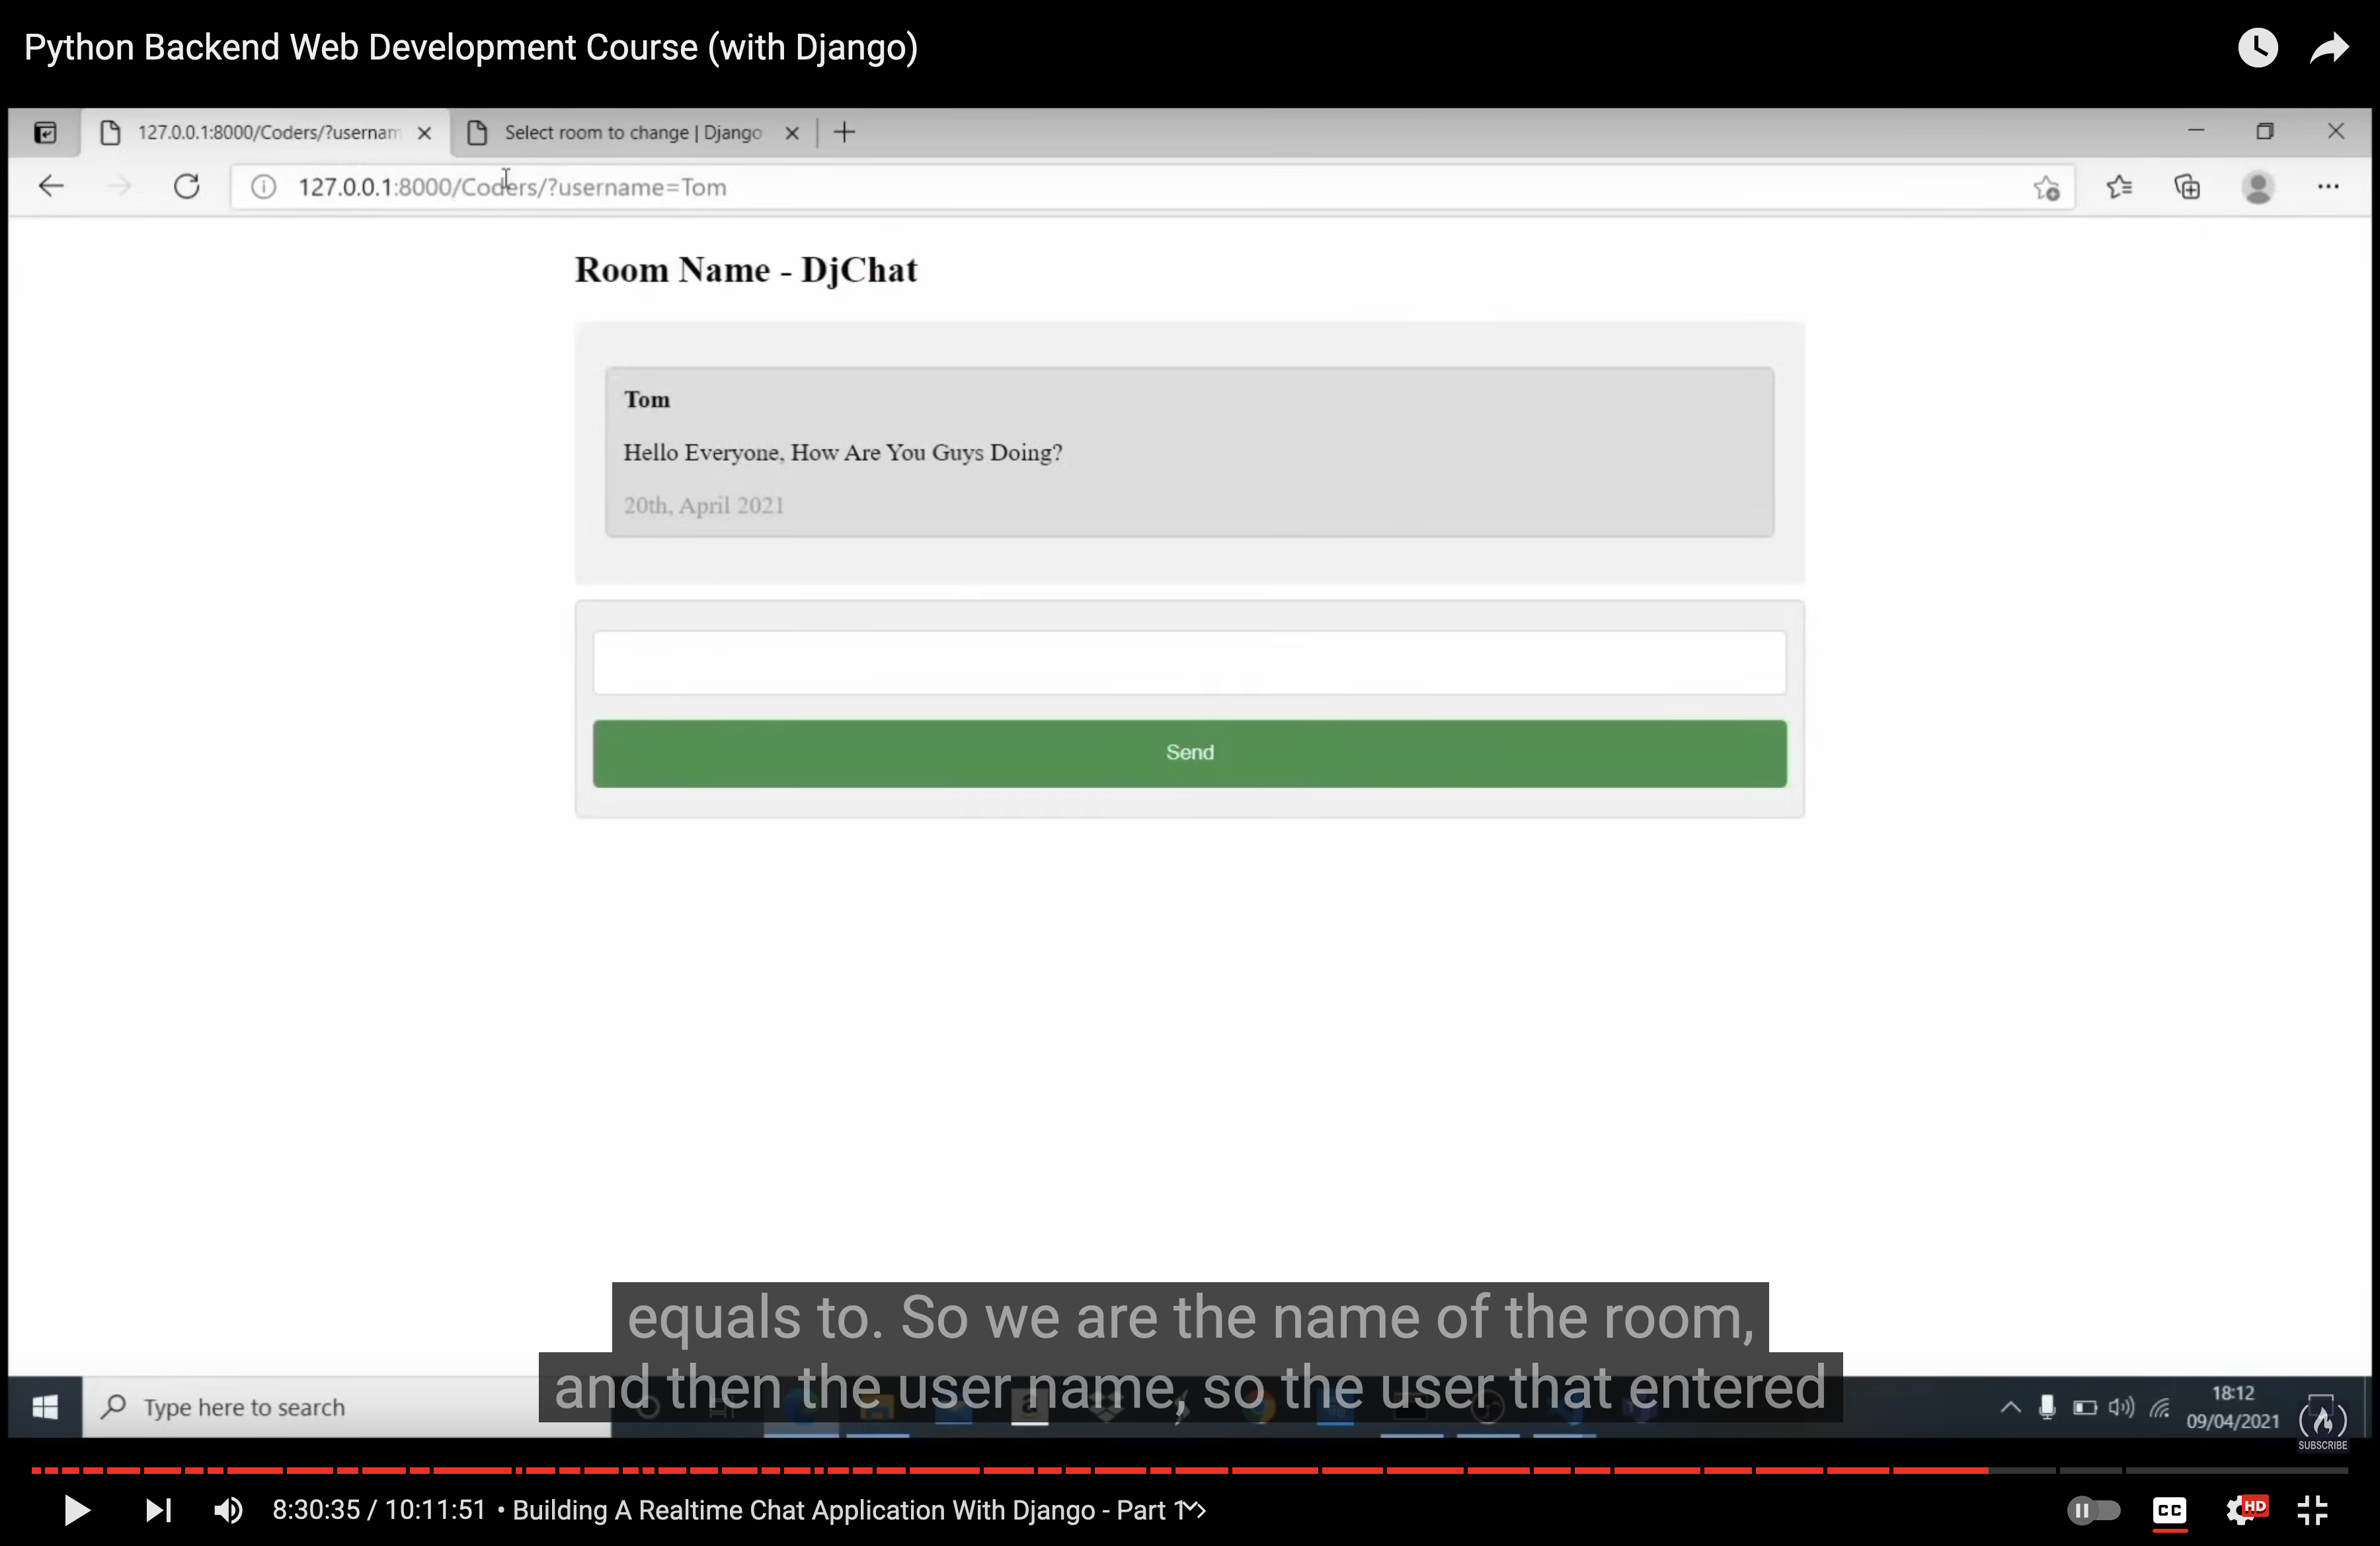 Python Backend Web Development Course (with Django)
127.0.0.1:8000/Coders/?usernam
Select room to change | Django
127.0.0.1:8000/Coders/?username=Tom
Room Name - DjChat
Tom
Hello Everyone, How Are You Guys Doing?
20th, April 2021
Send
equals to. So we are the name of the room,
and then the user name, so the user that entered
Type here to search
18:12
09/04/2021
SUBSCRIBE
8:30:35 / 10:11:51 • Building A Realtime Chat Application With Django - Part 1
CC
HD